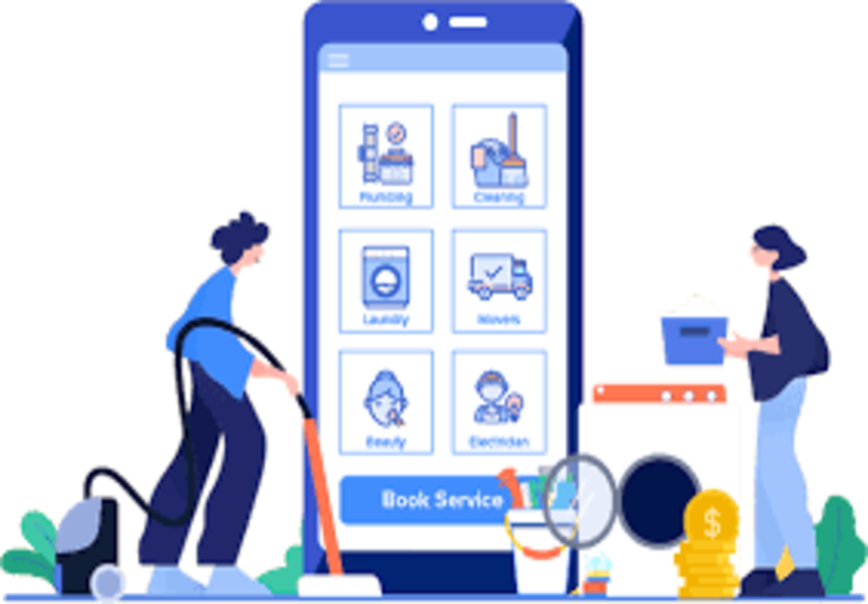 Plumbing
Cleaning
Laundry
Movers
Beauty
Electrician
Book Service
$